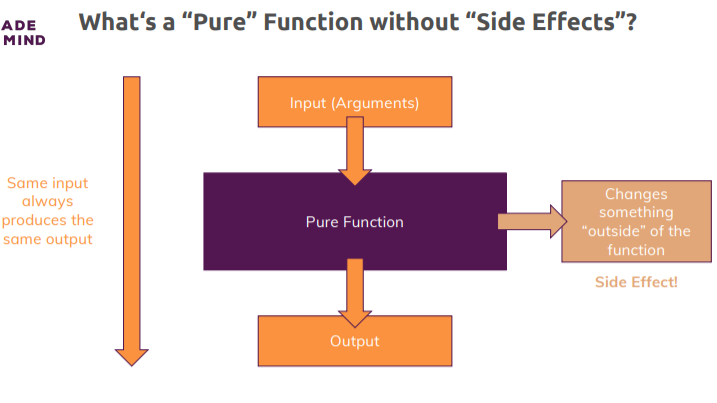 ADE
MIND
What's a “Pure” Function without “Side Effects”?
Input (Arguments)
Same input
always
produces the
same output
Pure Function
Changes
something
“outside” of the
function
Side Effect!
Output